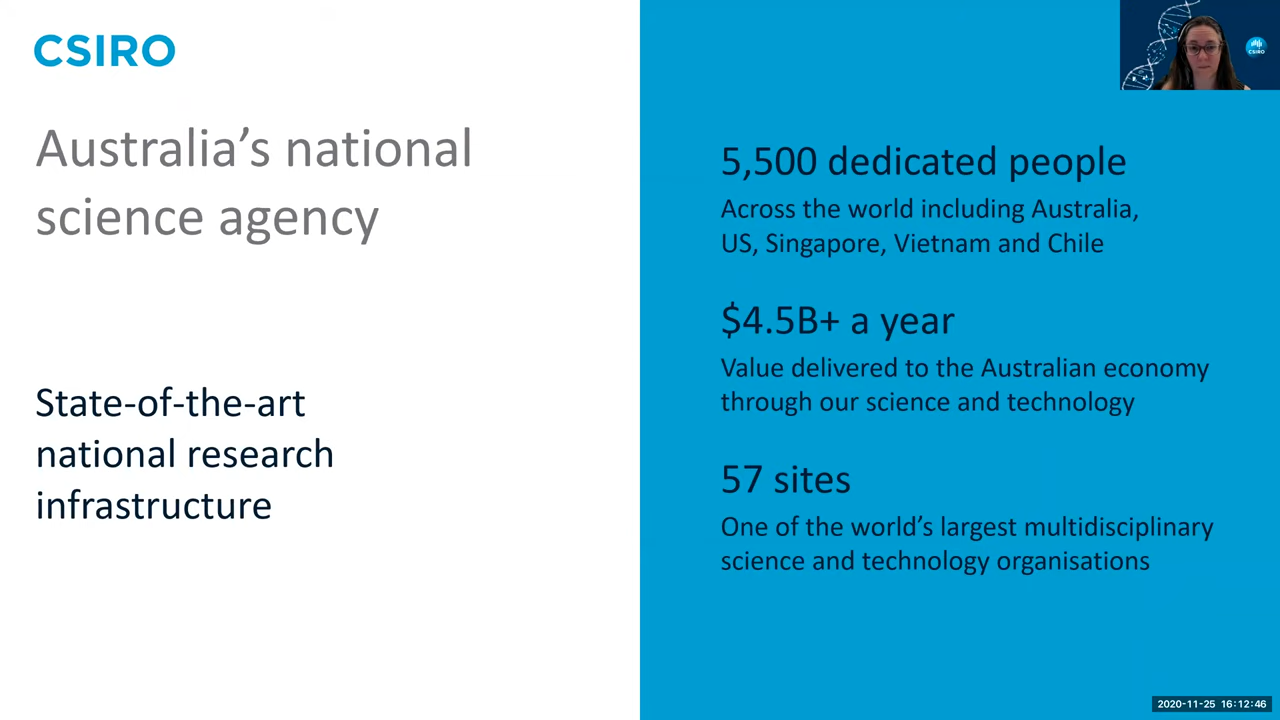 CSIRO
Australia's national
science agency
State-of-the-art
national research
infrastructure
5,500 dedicated people
Across the world including Australia,
US, Singapore, Vietnam and Chile
$4.5B+ a year
Value delivered to the Australian economy
through our science and technology
57 sites
One of the world's largest multidisciplinary
science and technology organisations
CSIRO
2020-11-25 16:12:46